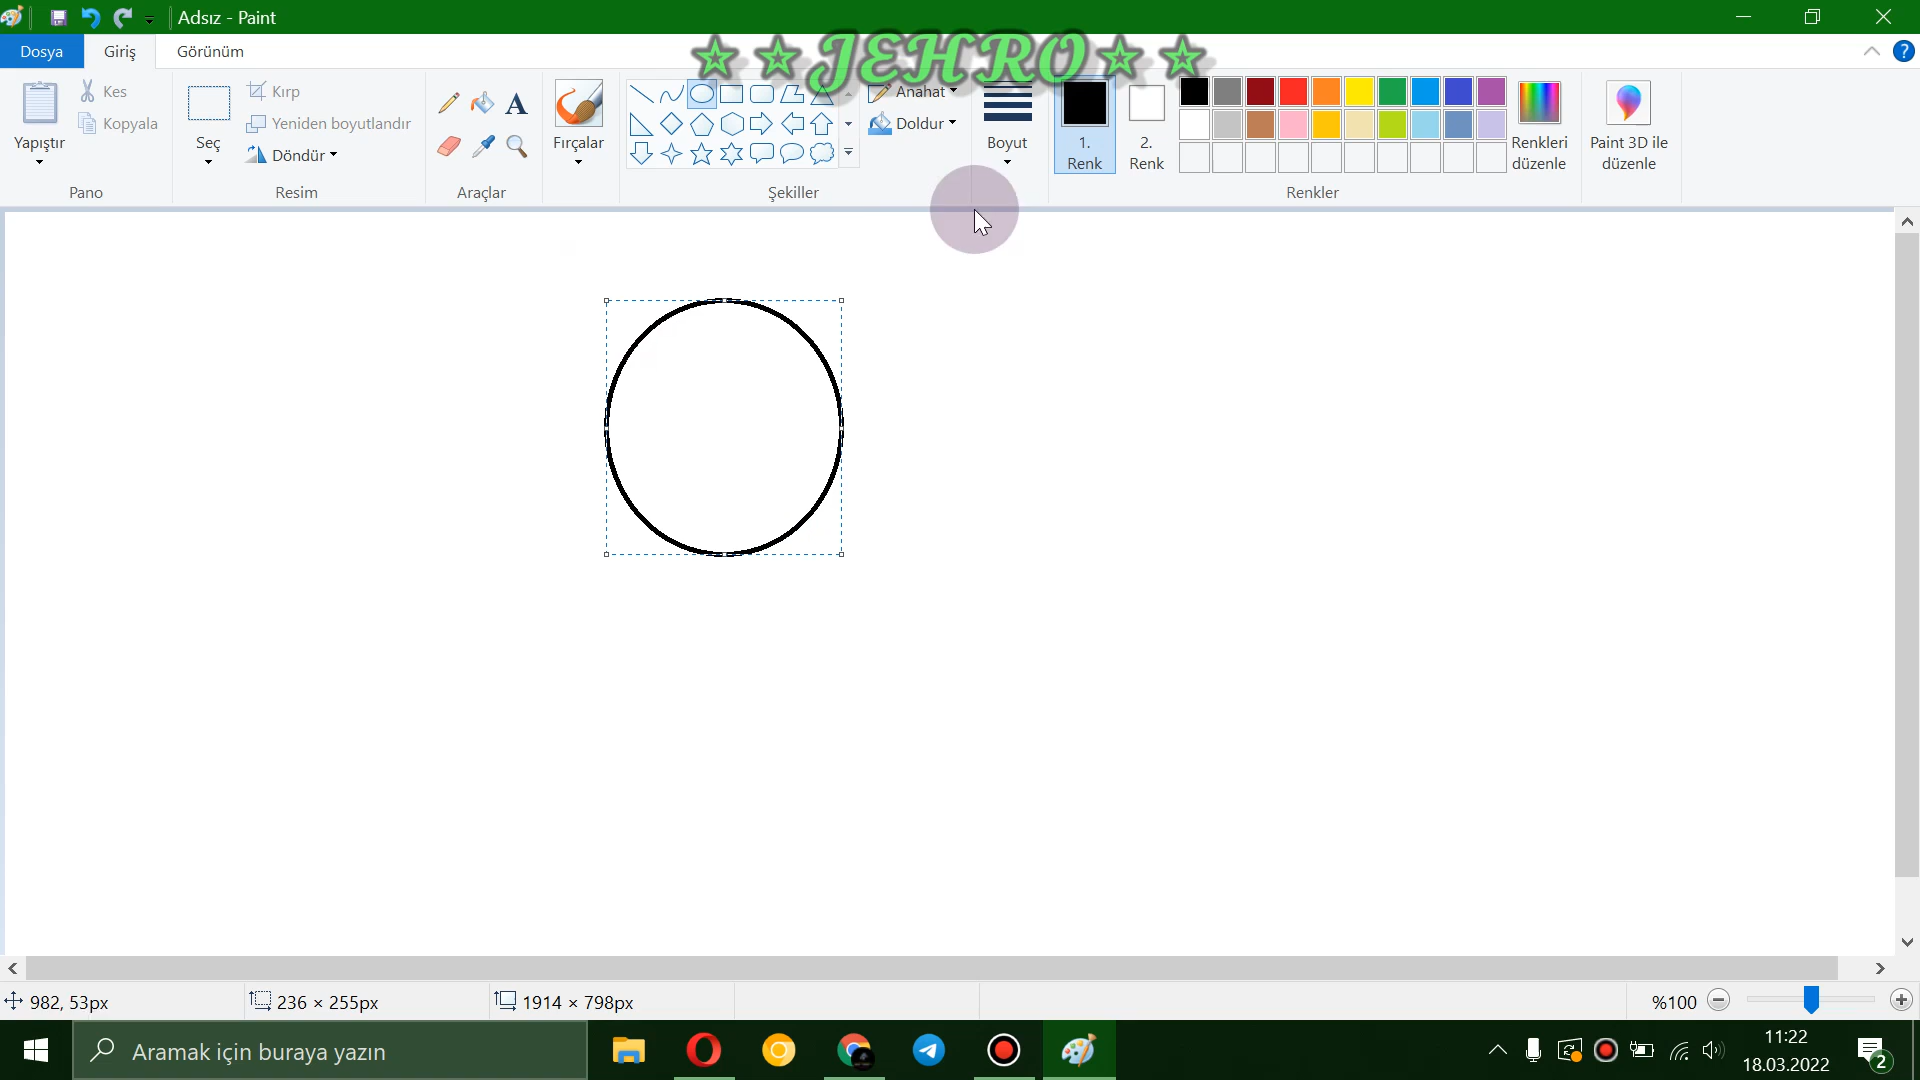 Adsız - Paint
☆ ☆ JEHRO ☆ ☆
Dosya
Giriş
Görünüm
?
Yapıştır
Kes
Kopyala
Pano
Seç
Kırp
Yeniden boyutlandır
Döndür
Resim
A
Araçlar
Fırçalar
Şekiller
Anahat
Doldur
Boyut
1.
Renk
2.
Renk
Renkler
Renkleri
düzenle
Paint 3D ile
düzenle
982, 53px
236 × 255px
1914 × 798px
%100
Aramak için buraya yazın
11:22
18.03.2022
2